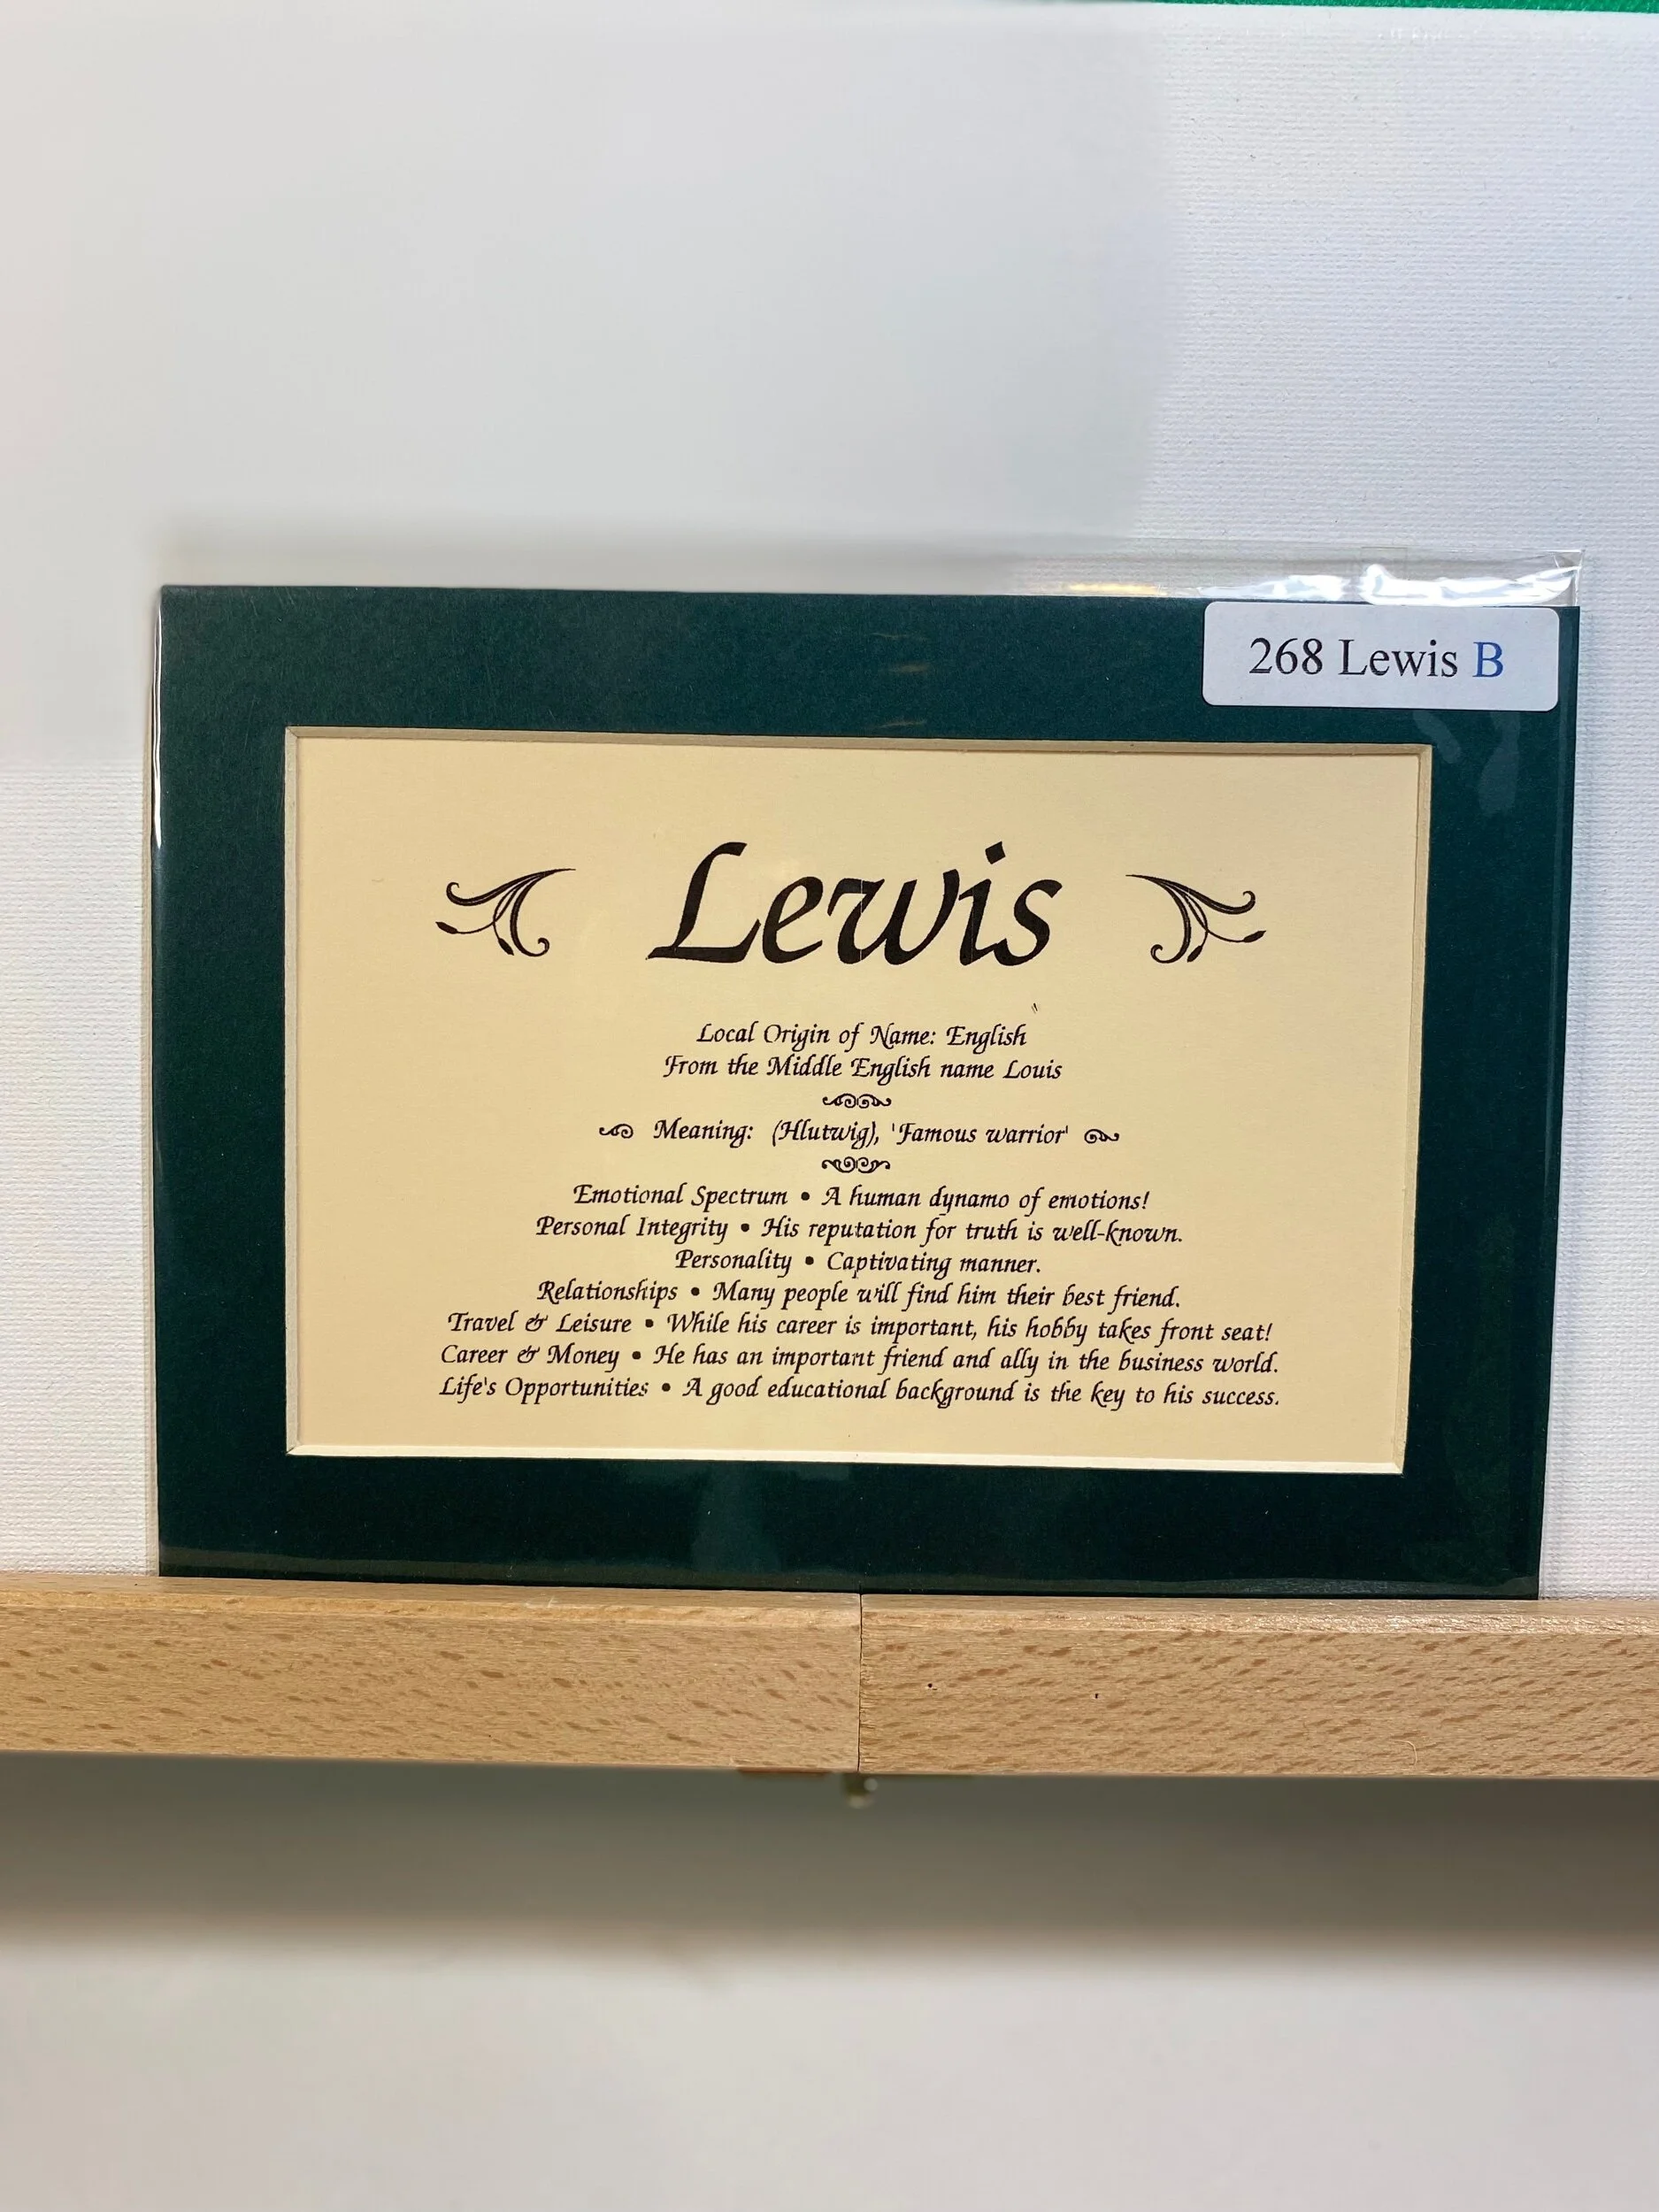 268 Lewis B
Lewis
Local Origin of Name: English
From the Middle English name Louis
Meaning: (Hlutwig), 'Famous warrior'
Emotional Spectrum • A human dynamo of emotions!
Personal Integrity • His reputation for truth is well-known.
Personality • Captivating manner.
Relationships • Many people will find him their best friend.
Travel & Leisure • While his career is important, his hobby takes front seat!
Career & Money • He has an important friend and ally in the business world.
Life's Opportunities • A good educational background is the key to his success.